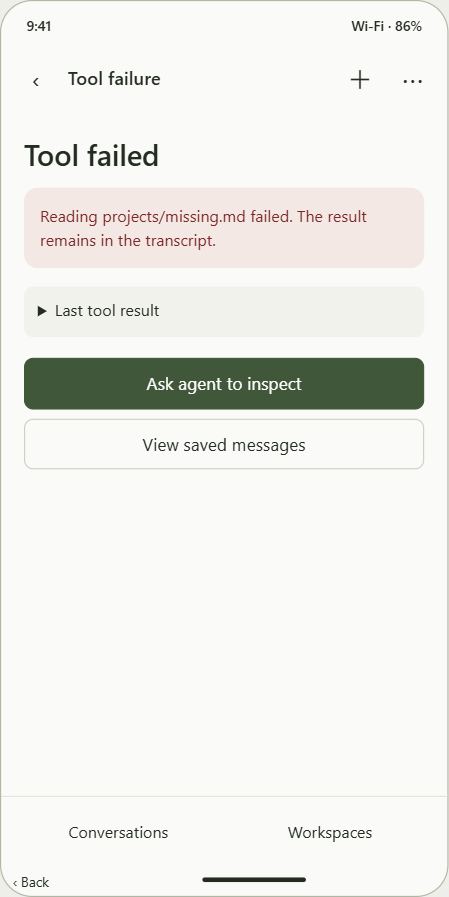 9:41
Wi-Fi · 86%
‹ Tool failure + ...
Tool failed
Reading projects/missing.md failed. The result
remains in the transcript.
▶ Last tool result
Ask agent to inspect
View saved messages
Conversations
Workspaces
‹ Back